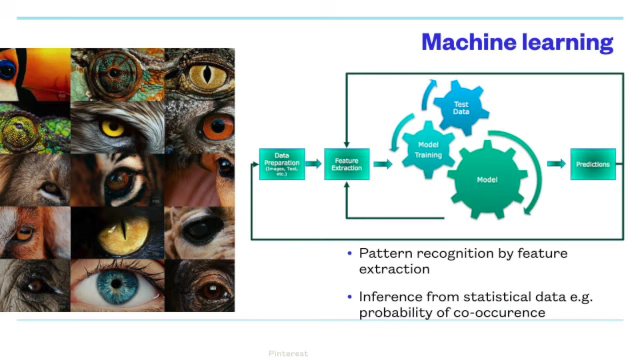 Machine learning
Test
Data
Model
Training
Data
Preparation
(Images, Text,
etc.)
Feature
Extraction
Model
Predictions
• Pattern recognition by feature
extraction
• Inference from statistical data e.g.
probability of co-occurence
Pinterest